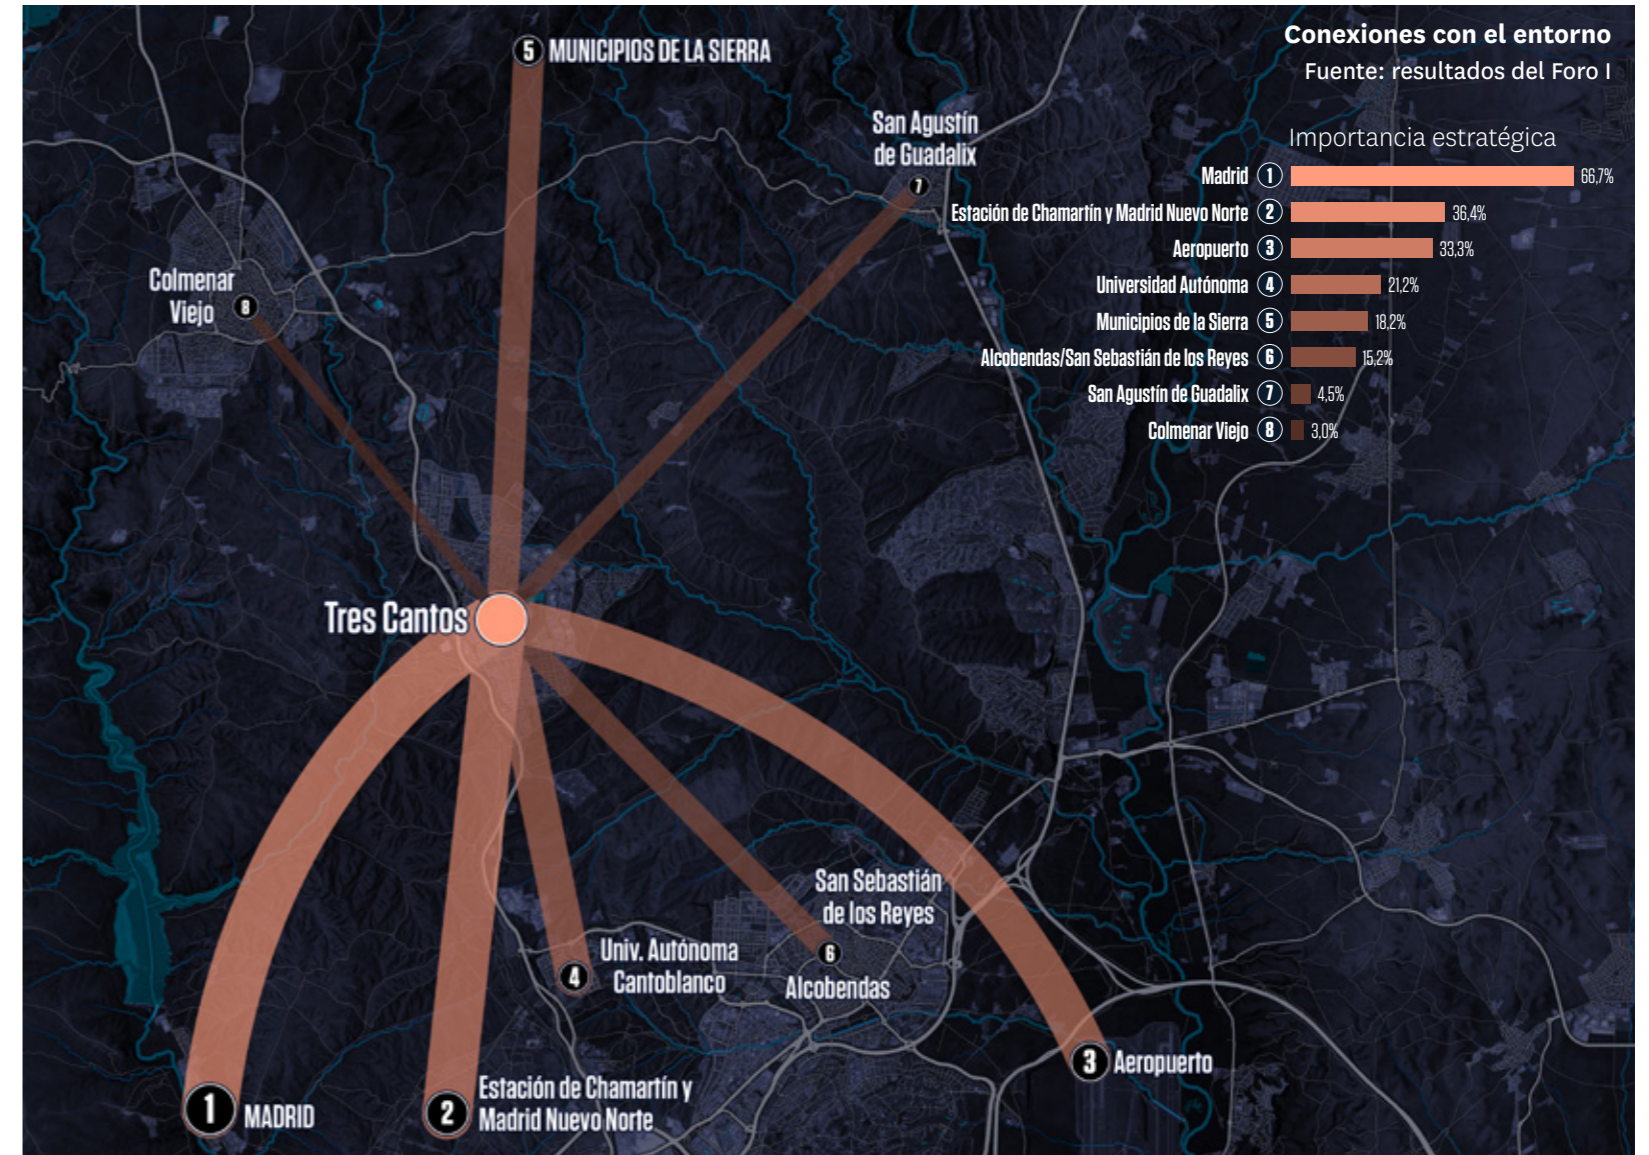 Conexiones con el entorno
Fuente: resultados del Foro I
Importancia estratégica
Madrid 1 66,7%
Estación de Chamartín y Madrid Nuevo Norte 2 36,4%
Aeropuerto 3 33,3%
Universidad Autónoma 4 21,2%
Municipios de la Sierra 5 18,2%
Alcobendas/San Sebastián de los Reyes 6 15,2%
San Agustín de Guadalix 7 4,5%
Colmenar Viejo 8 3,0%
5 MUNICIPIOS DE LA SIERRA
San Agustín
de Guadalix
7
Colmenar
Viejo
8
Tres Cantos
San Sebastián
de los Reyes
6
Alcobendas
Univ. Autónoma
Cantoblanco
4
3 Aeropuerto
1 MADRID
2
Estación de Chamartín y
Madrid Nuevo Norte